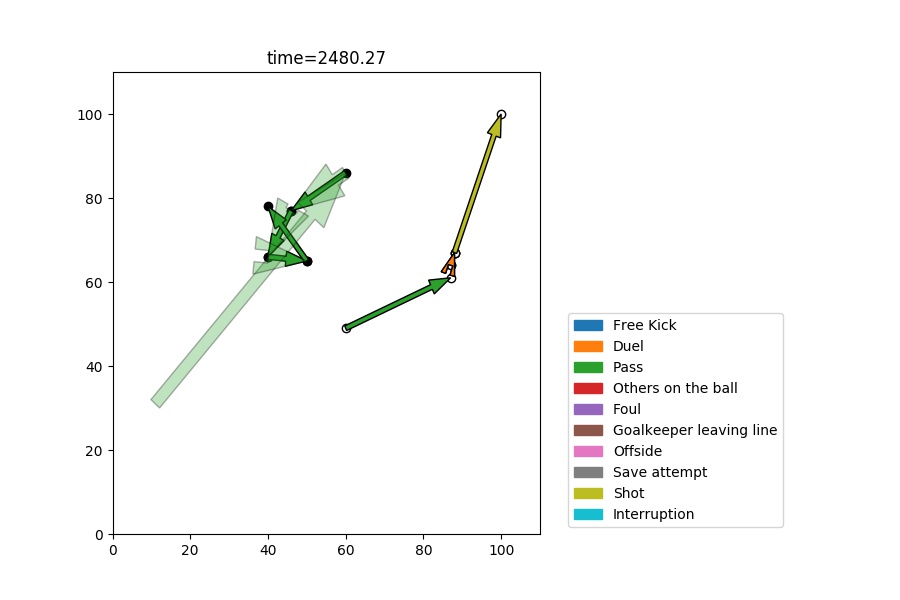 time=2480.27
100
80
60
40
20
0
0 20 40 60 80 100
Free Kick
Duel
Pass
Others on the ball
Foul
Goalkeeper leaving line
Offside
Save attempt
Shot
Interruption